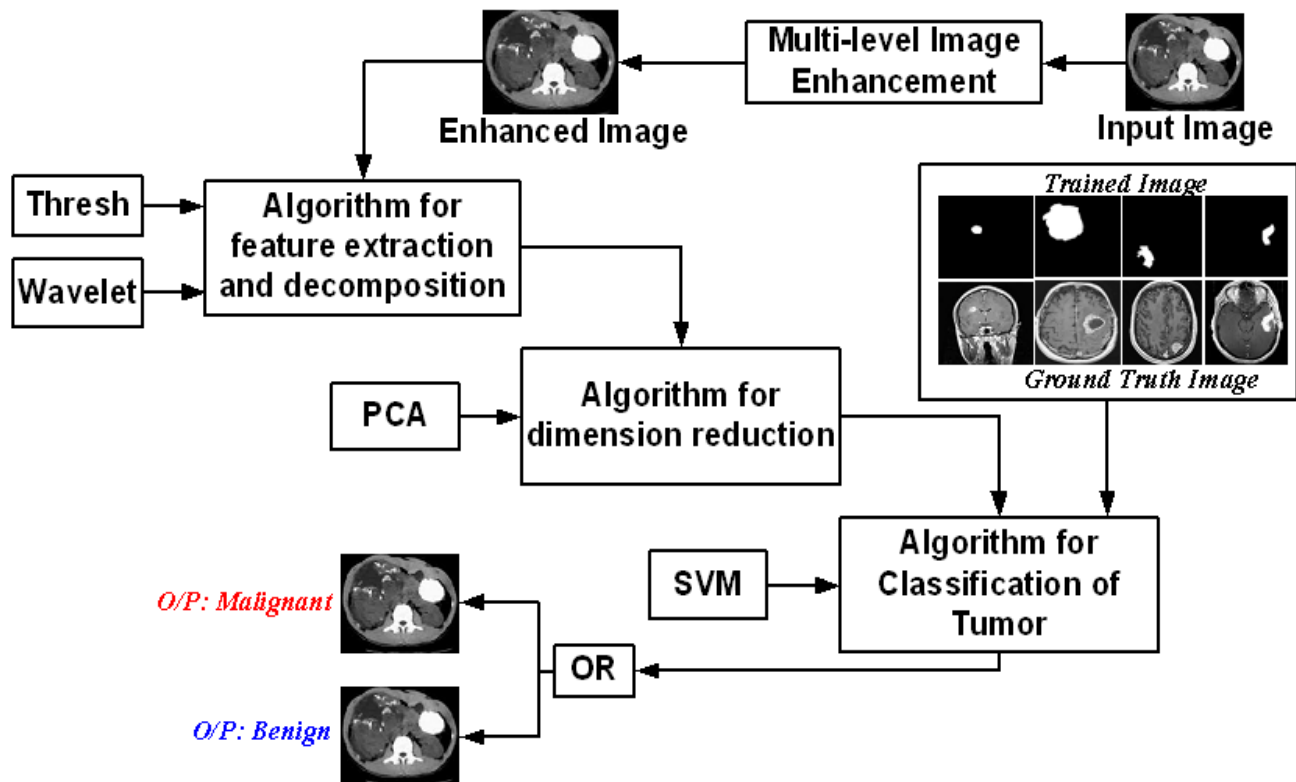 Multi-level Image
Enhancement
Enhanced Image
Input Image
Thresh
Wavelet
Algorithm for
feature extraction
and decomposition
Trained Image
Ground Truth Image
PCA
Algorithm for
dimension reduction
SVM
Algorithm for
Classification of
Tumor
OR
O/P: Malignant
O/P: Benign